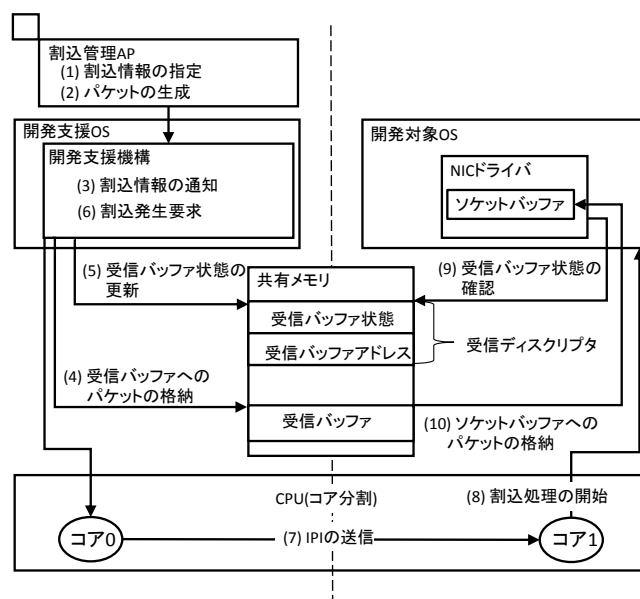 割込管理AP
(1) 割込情報の指定
(2) パケットの生成
開発支援OS
開発支援機構
(3) 割込情報の通知
(6) 割込発生要求
開発対象OS
NICドライバ
ソケットバッファ
(5) 受信バッファ状態の
更新
共有メモリ
(9) 受信バッファ状態の
確認
受信バッファ状態
受信バッファアドレス
受信ディスクリプタ
(4) 受信バッファへの
パケットの格納
受信バッファ
(10) ソケットバッファへの
パケットの格納
CPU(コア分割)
(8) 割込処理の開始
コア0
(7) IPIの送信
コア1